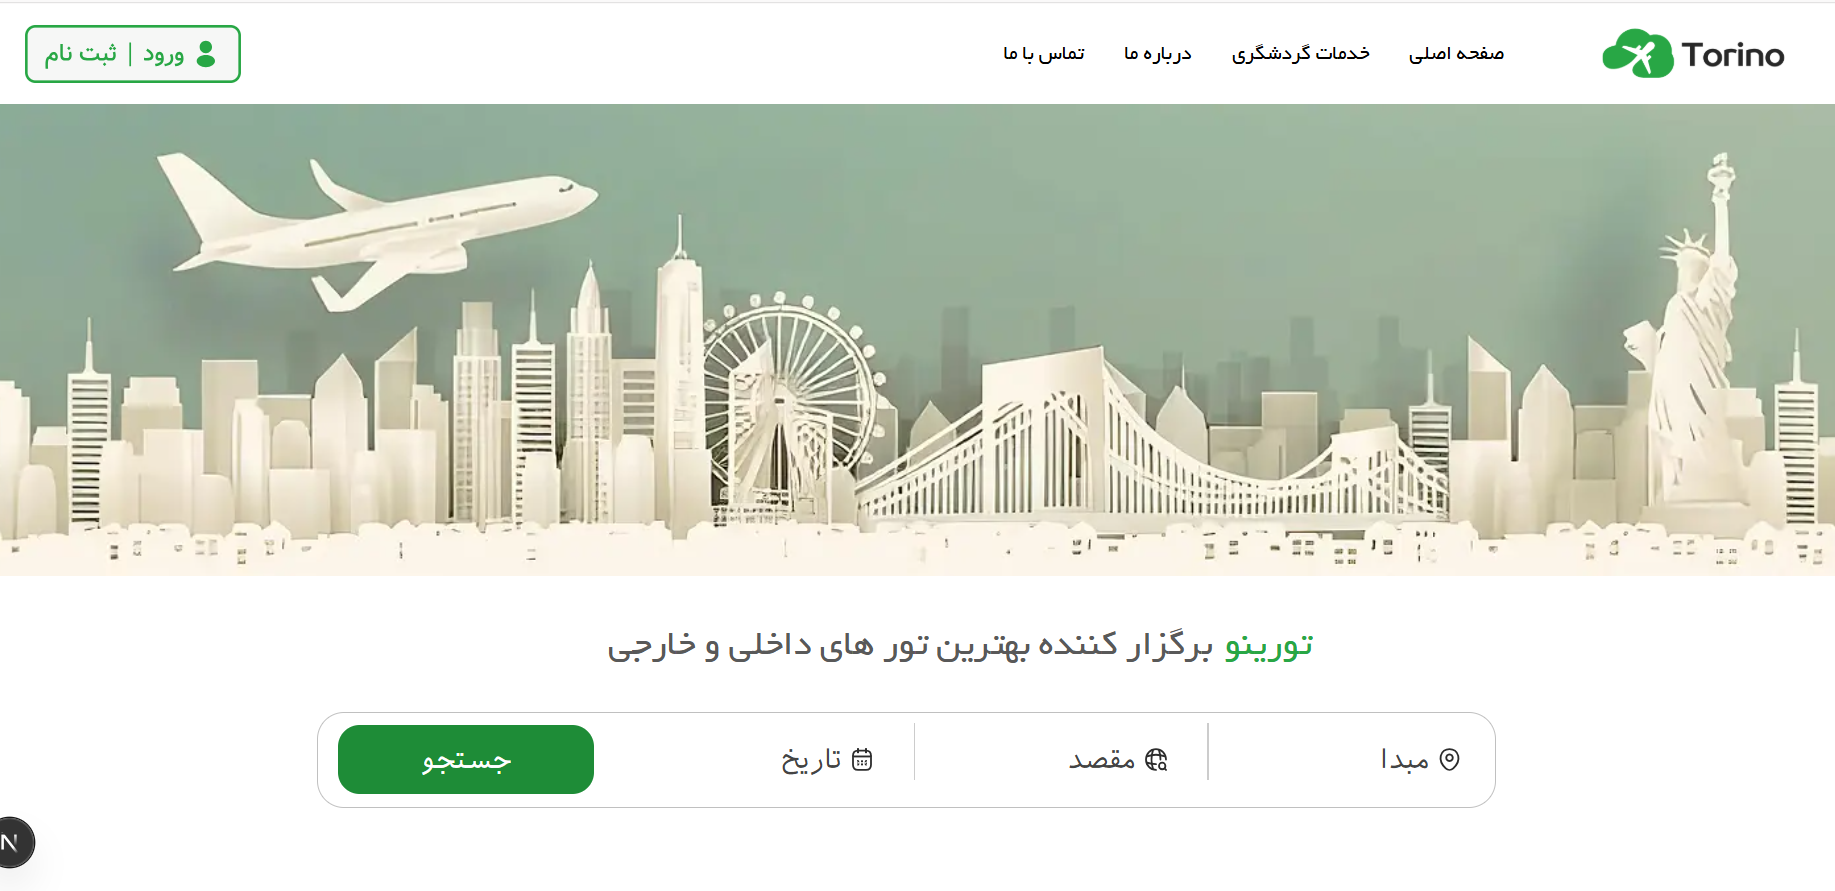 Torino
صفحه اصلی
خدمات گردشگری
درباره ما
تماس با ما
ورود | ثبت نام
تورینو برگزار کننده بهترین تور های داخلی و خارجی
مبدا
مقصد
تاریخ
جستجو
N